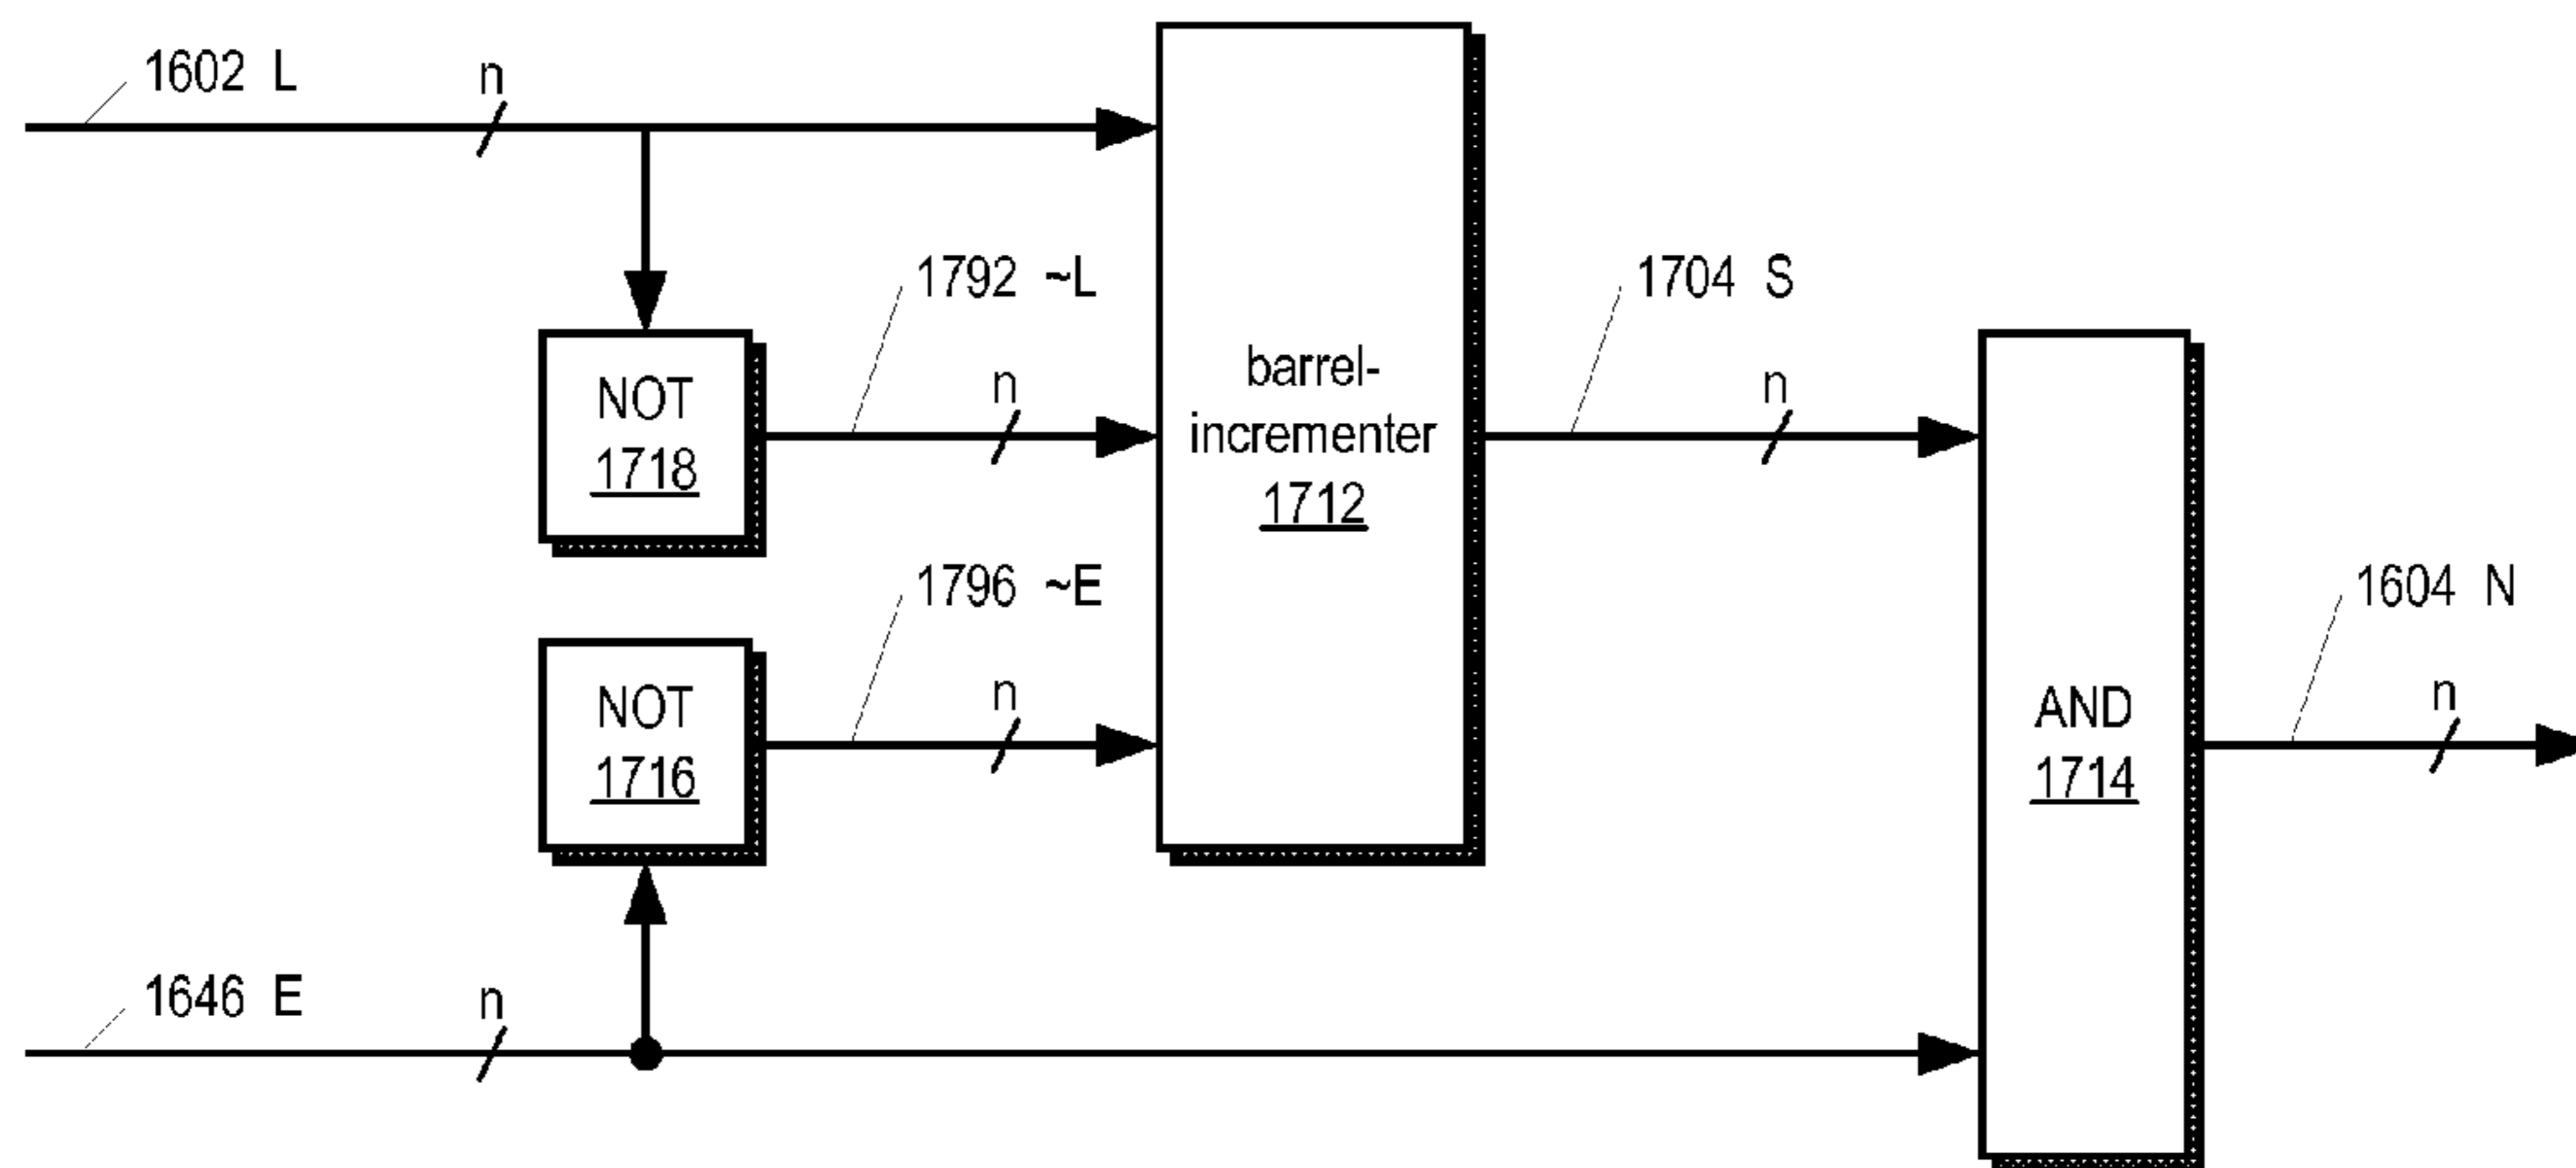 1602 L
n
1792 ~L
1704 S
NOT
1718
n
barrel-
incrementer
1712
n
1796 ~E
1604 N
NOT
1716
n
AND
1714
n
1646 E
n